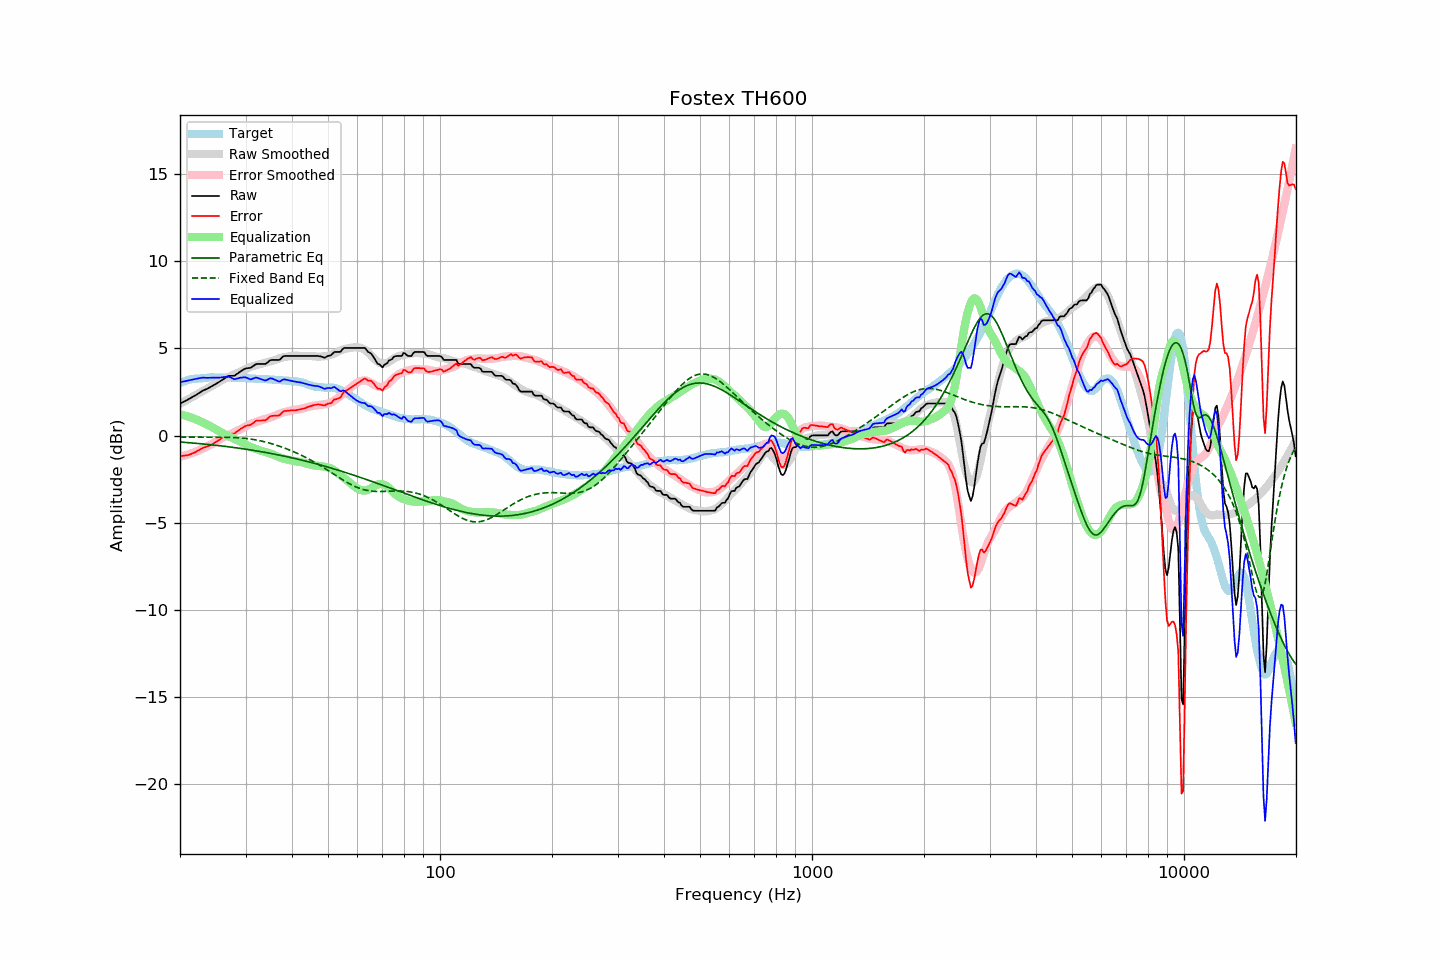 Fostex TH600
Target
Raw Smoothed
Error Smoothed
Raw
Error
Equalization
Parametric Eq
Fixed Band Eq
Equalized
Amplitude (dBr)
15
10
5
0
−5
−10
−15
−20
100
1000
10000
Frequency (Hz)